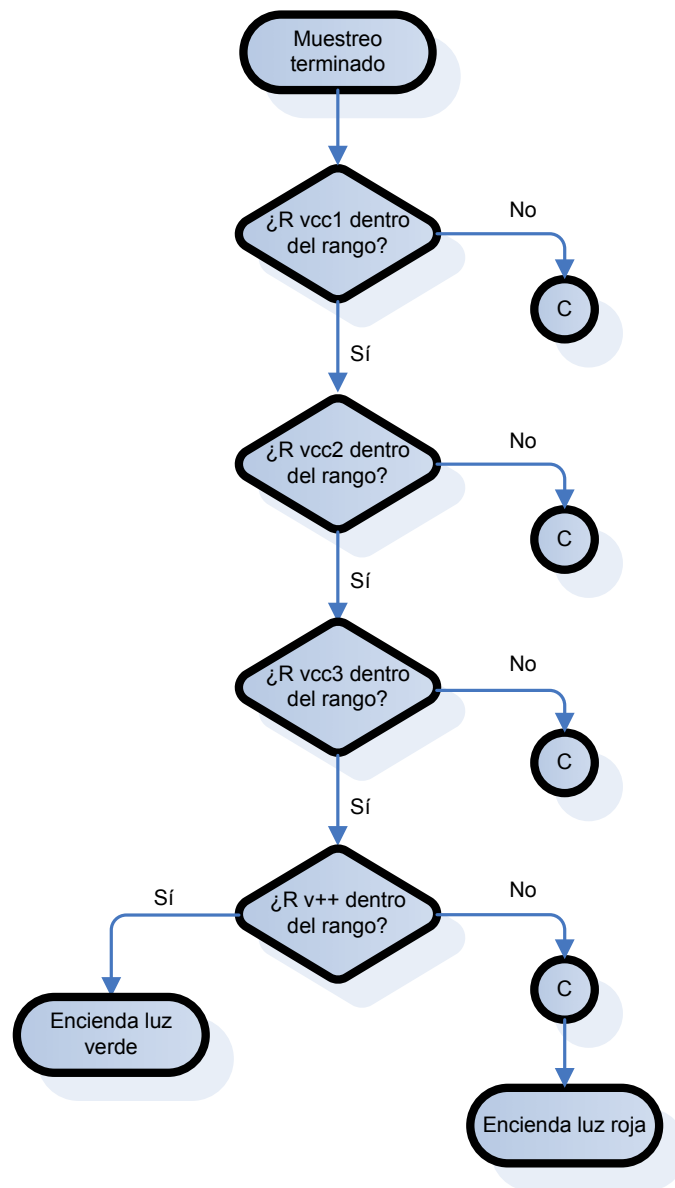 Muestreo
terminado
¿R vcc1 dentro
del rango?
No
C
Sí
¿R vcc2 dentro
del rango?
No
C
Sí
¿R vcc3 dentro
del rango?
No
C
Sí
¿R v++ dentro
del rango?
Sí
No
C
Encienda luz
verde
Encienda luz roja